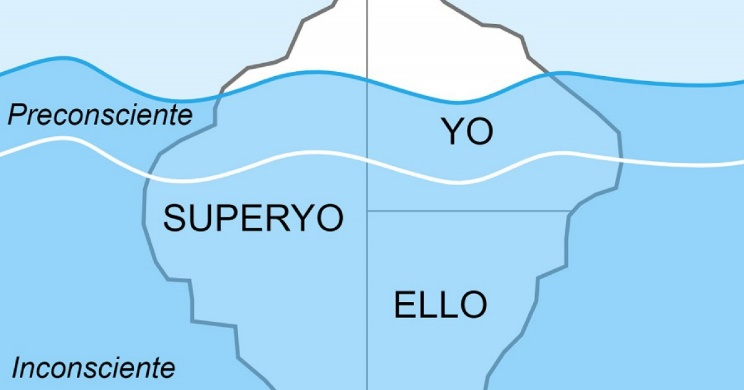 Preconsciente
YO
SUPERYO
ELLO
Inconsciente